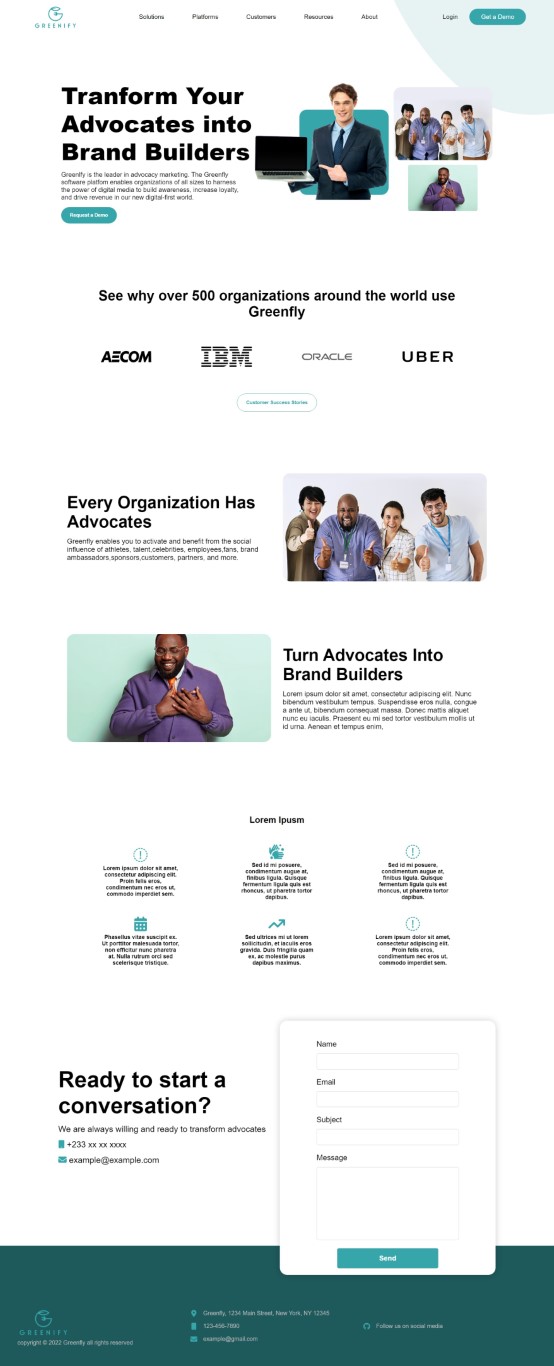 GREENIFY
Solutions Platforms Customers Resources About Login Get a Demo
Tranform Your
Advocates into
Brand Builders
Greenify is the leader in advocacy marketing. The Greenfly
software platfom enables organizations of all sizes to harness
the power of digital media to build awareness, increase loyalty,
and drive revenue in our new digital-first world.
Request a Demo
See why over 500 organizations around the world use
Greenfly
AECOM IBM ORACLE UBER
Customer Success Stories
Every Organization Has
Advocates
Greenfly enables you to activate and benefit from the social
influence of athletes, talent,celebrities, employees,fans, brand
ambassadors,sponsors,customers, partners, and more.
Turn Advocates Into
Brand Builders
Lorem ipsum dolor sit amet, consectetur adipiscing elit. Nunc
bibendum vestibulum tempus. Suspendisse eros nulla, congue
a ante ut, bibendum consequat massa. Donec mattis aliquet
nunc eu iaculis. Praesent eu mi sed tortor vestibulum mollis ut
id urna. Aenean et tempus enim,
Lorem Ipusm
Lorem ipsum dolor sit amet,
consectetur adipiscing elit.
Proin felis eros,
condimentum nec eros ut,
commodo imperdiet sem.
Sed id mi posuere,
condimentum augue at,
finibus ligula. Quisque
fermentum ligula quis est
rhoncus, ut pharetra tortor
dapibus.
Sed id mi posuere,
condimentum augue at,
finibus ligula. Quisque
fermentum ligula quis est
rhoncus, ut pharetra tortor
dapibus.
Phasellus vitae suscipit ex.
Ut porttitor malesuada tortor,
non efficitur nunc pharetra
at. Nulla rutrum orci sed
scelerisque tristique.
Sed ultrices mi ut lorem
sollicitudin, et iaculis eros
gravida. Duis fringilla quam
ex, ac molestie purus
dapibus maximus.
Lorem ipsum dolor sit amet,
consectetur adipiscing elit.
Proin felis eros,
condimentum nec eros ut,
commodo imperdiet sem.
Ready to start a
conversation?
We are always willing and ready to transform advocates
+233 xx xx xxxx
example@example.com
Name
Email
Subject
Message
Send
GREENIFY
copyright © 2022 Greenfly all rights reserved
Greenfly, 1234 Main Street, New York, NY 12345
123-456-7890
example@gmail.com
Follow us on social media